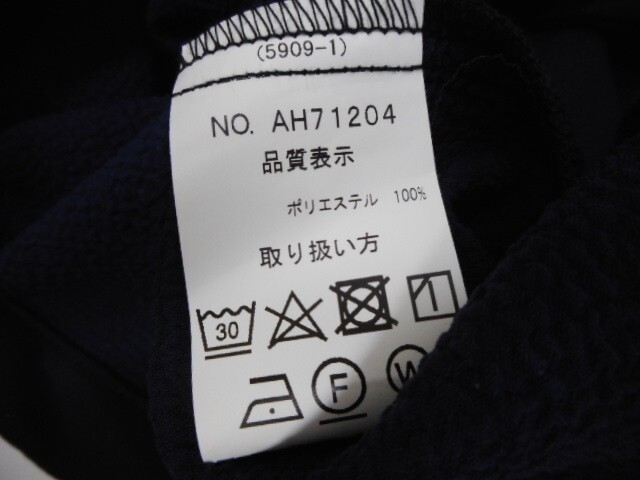 (5909-1)
NO. AH71204
品質表示
ポリエステル 100%
取り扱い方
30
F W